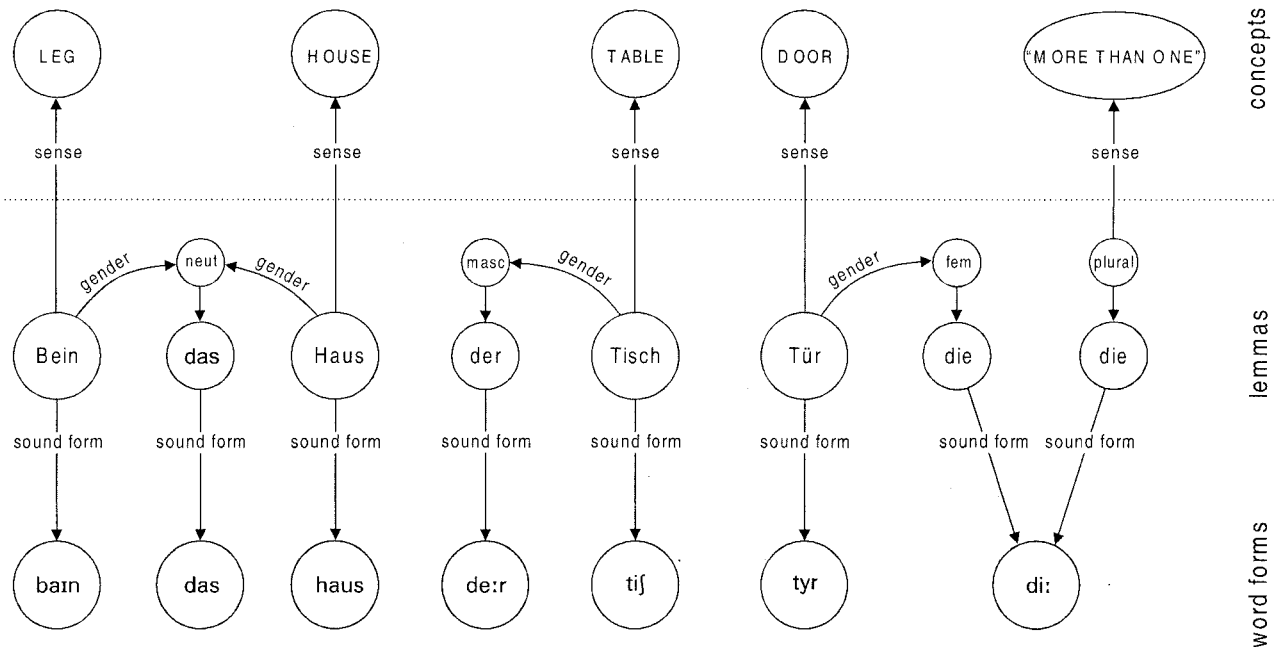 LEG HOUSE TABLE DOOR "MORE THAN ONE"
concepts
sense sense sense sense sense
neut masc fem plural
gender gender gender gender
Bein das Haus der Tisch Tür die die
lemmas
sound form sound form sound form sound form sound form sound form sound form sound form
baɪn das haus deːr tiʃ tyr diː
word forms